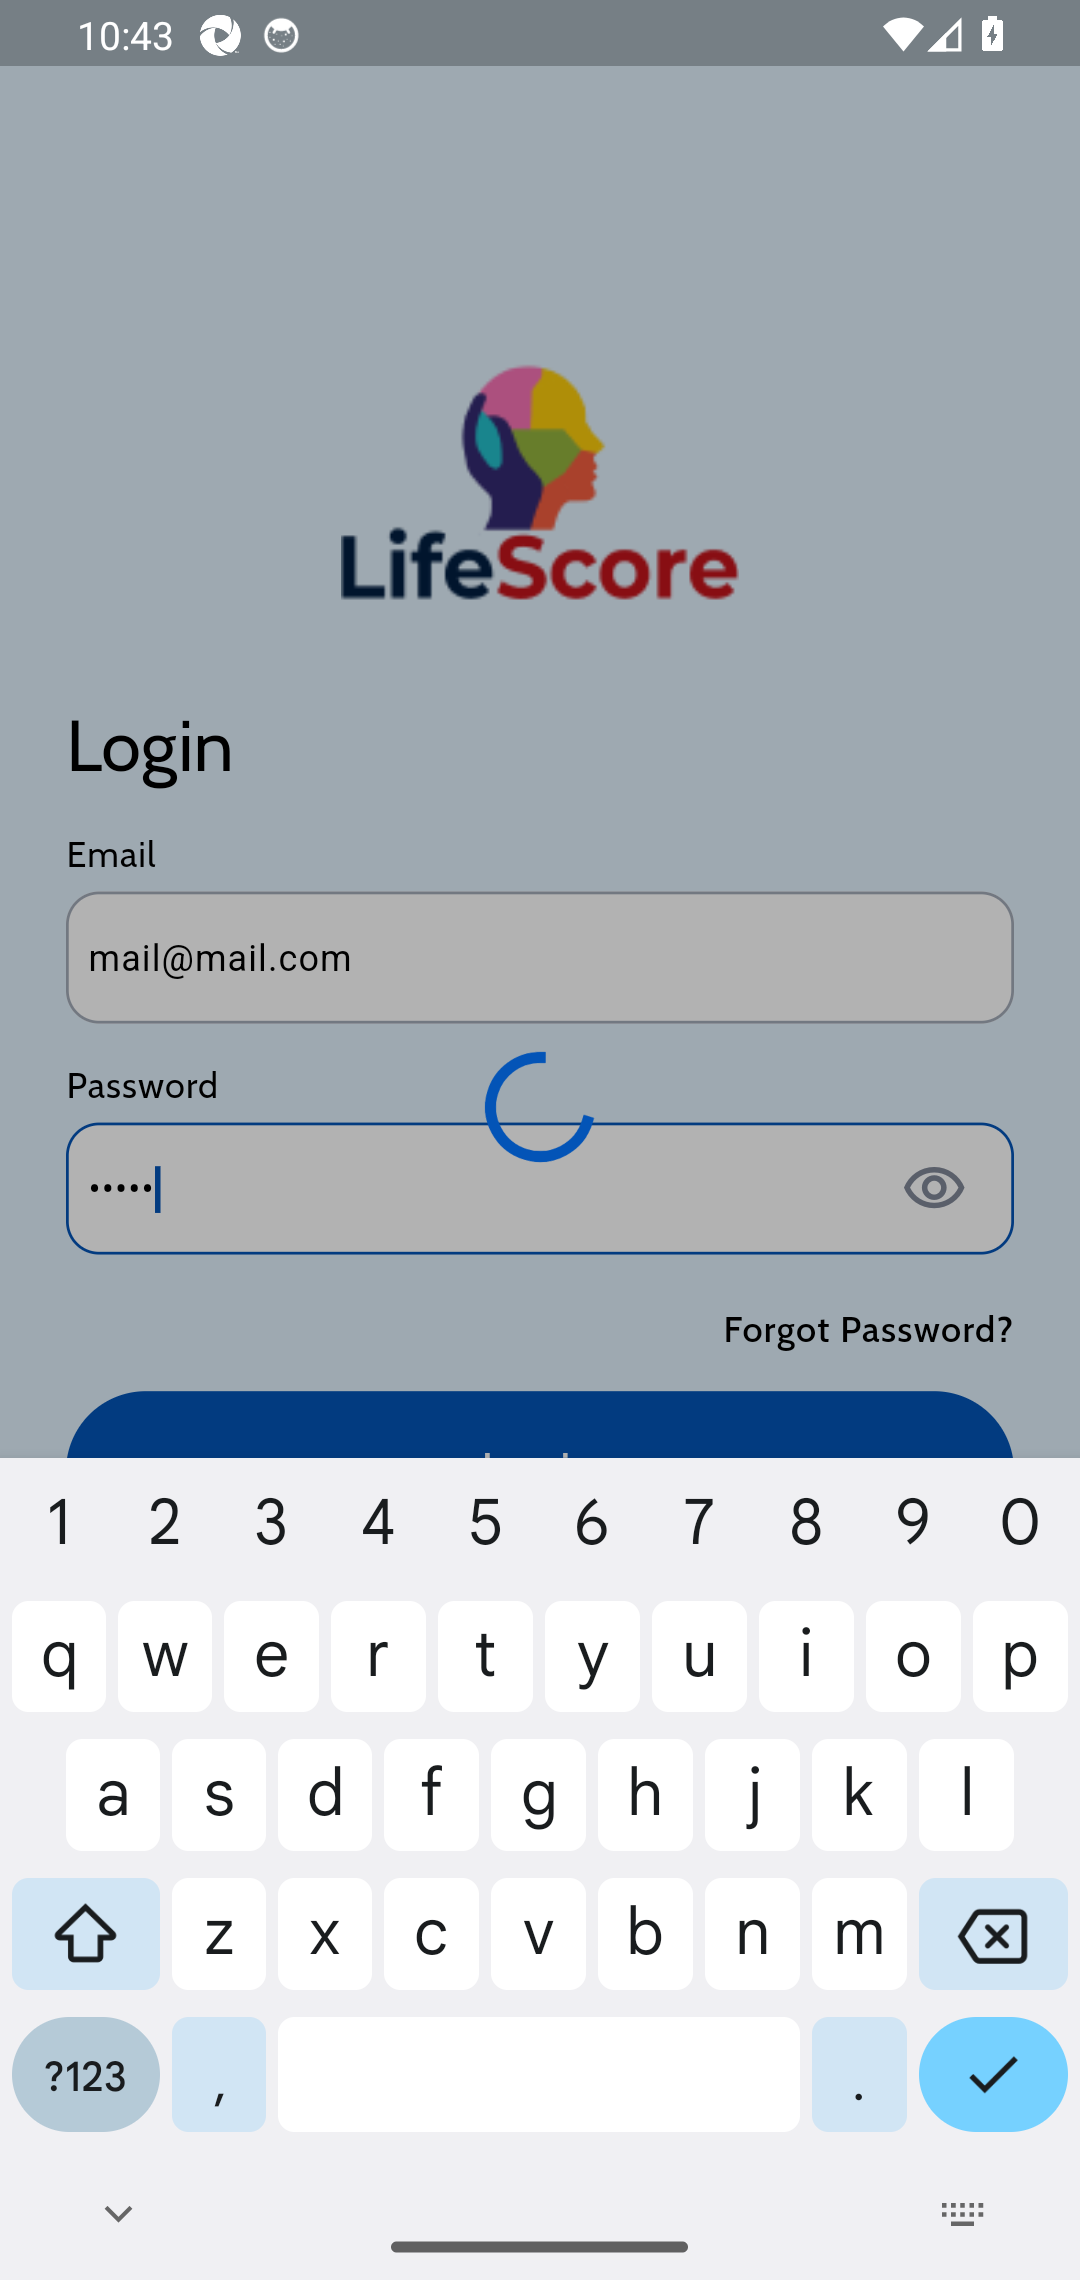 10:43
LifeScore
Login
Email
mail@mail.com
Password
•••••
Forgot Password?
1 2 3 4 5 6 7 8 9 0
q w e r t y u i o p
a s d f g h j k l
z x c v b n m
?123 , .